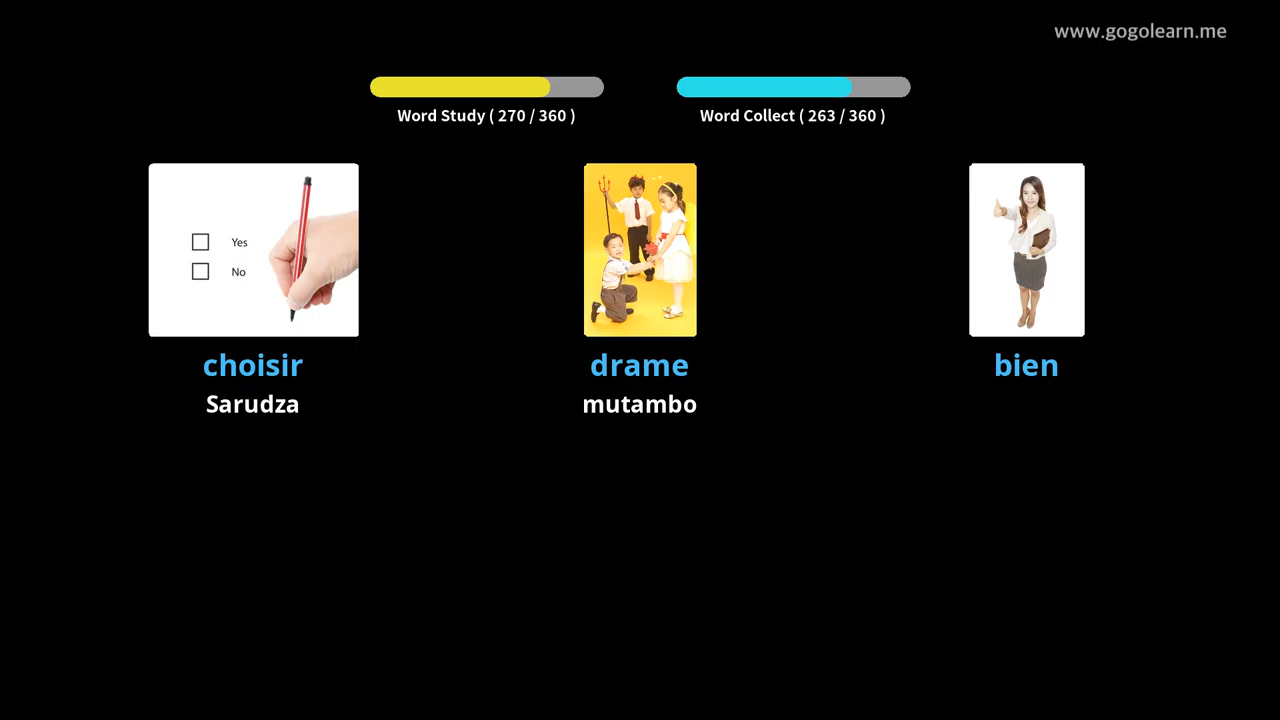 www.gogolearn.me
Word Study ( 270 / 360 )
Word Collect ( 263 / 360 )
Yes
No
choisir
drame
bien
Sarudza
mutambo